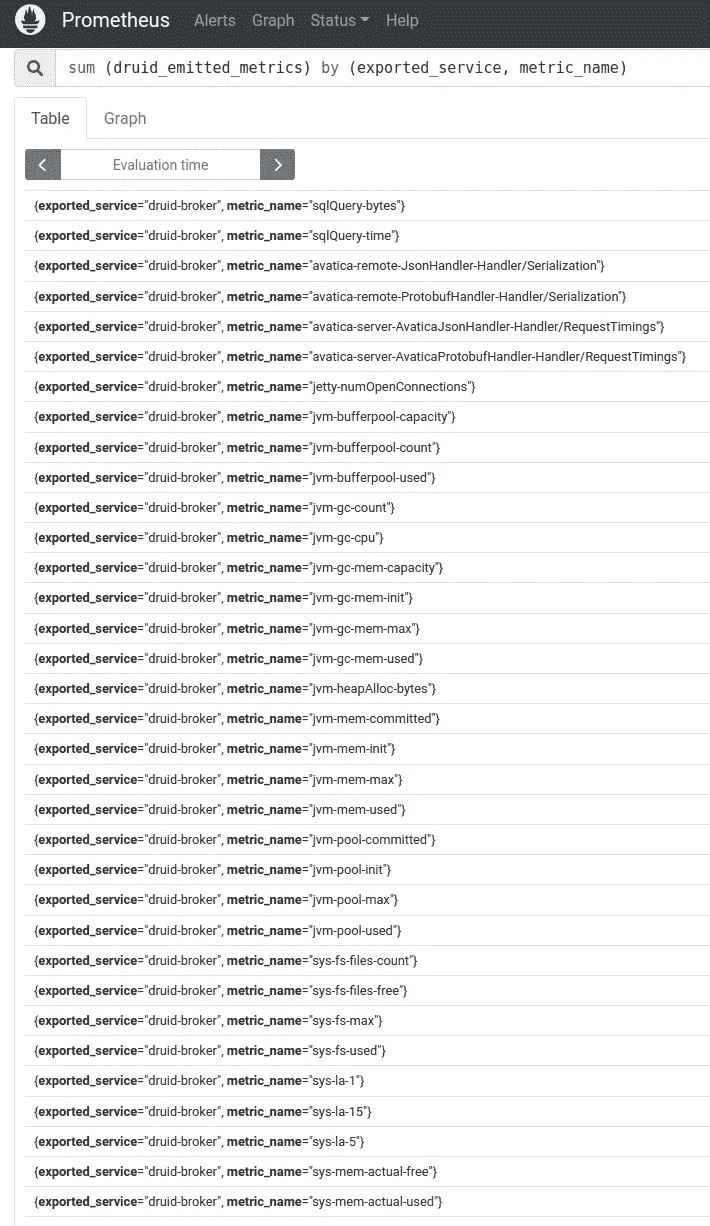 Prometheus Alerts Graph Status Help
sum (druid_emitted_metrics) by (exported_service, metric_name)
Table Graph
Evaluation time
{exported_service="druid-broker", metric_name="sqlQuery-bytes"}
{exported_service="druid-broker", metric_name="sqlQuery-time"}
{exported_service="druid-broker", metric_name="avatica-remote-JsonHandler-Handler/Serialization"}
{exported_service="druid-broker", metric_name="avatica-remote-ProtobufHandler-Handler/Serialization"}
{exported_service="druid-broker", metric_name="avatica-server-AvaticaJsonHandler-Handler/RequestTimings"}
{exported_service="druid-broker", metric_name="avatica-server-AvaticaProtobufHandler-Handler/RequestTimings"}
{exported_service="druid-broker", metric_name="jetty-numOpenConnections"}
{exported_service="druid-broker", metric_name="jvm-bufferpool-capacity"}
{exported_service="druid-broker", metric_name="jvm-bufferpool-count"}
{exported_service="druid-broker", metric_name="jvm-bufferpool-used"}
{exported_service="druid-broker", metric_name="jvm-gc-count"}
{exported_service="druid-broker", metric_name="jvm-gc-cpu"}
{exported_service="druid-broker", metric_name="jvm-gc-mem-capacity"}
{exported_service="druid-broker", metric_name="jvm-gc-mem-init"}
{exported_service="druid-broker", metric_name="jvm-gc-mem-max"}
{exported_service="druid-broker", metric_name="jvm-gc-mem-used"}
{exported_service="druid-broker", metric_name="jvm-heapAlloc-bytes"}
{exported_service="druid-broker", metric_name="jvm-mem-committed"}
{exported_service="druid-broker", metric_name="jvm-mem-init"}
{exported_service="druid-broker", metric_name="jvm-mem-max"}
{exported_service="druid-broker", metric_name="jvm-mem-used"}
{exported_service="druid-broker", metric_name="jvm-pool-committed"}
{exported_service="druid-broker", metric_name="jvm-pool-init"}
{exported_service="druid-broker", metric_name="jvm-pool-max"}
{exported_service="druid-broker", metric_name="jvm-pool-used"}
{exported_service="druid-broker", metric_name="sys-fs-files-count"}
{exported_service="druid-broker", metric_name="sys-fs-files-free"}
{exported_service="druid-broker", metric_name="sys-fs-max"}
{exported_service="druid-broker", metric_name="sys-fs-used"}
{exported_service="druid-broker", metric_name="sys-la-1"}
{exported_service="druid-broker", metric_name="sys-la-15"}
{exported_service="druid-broker", metric_name="sys-la-5"}
{exported_service="druid-broker", metric_name="sys-mem-actual-free"}
{exported_service="druid-broker", metric_name="sys-mem-actual-used"}